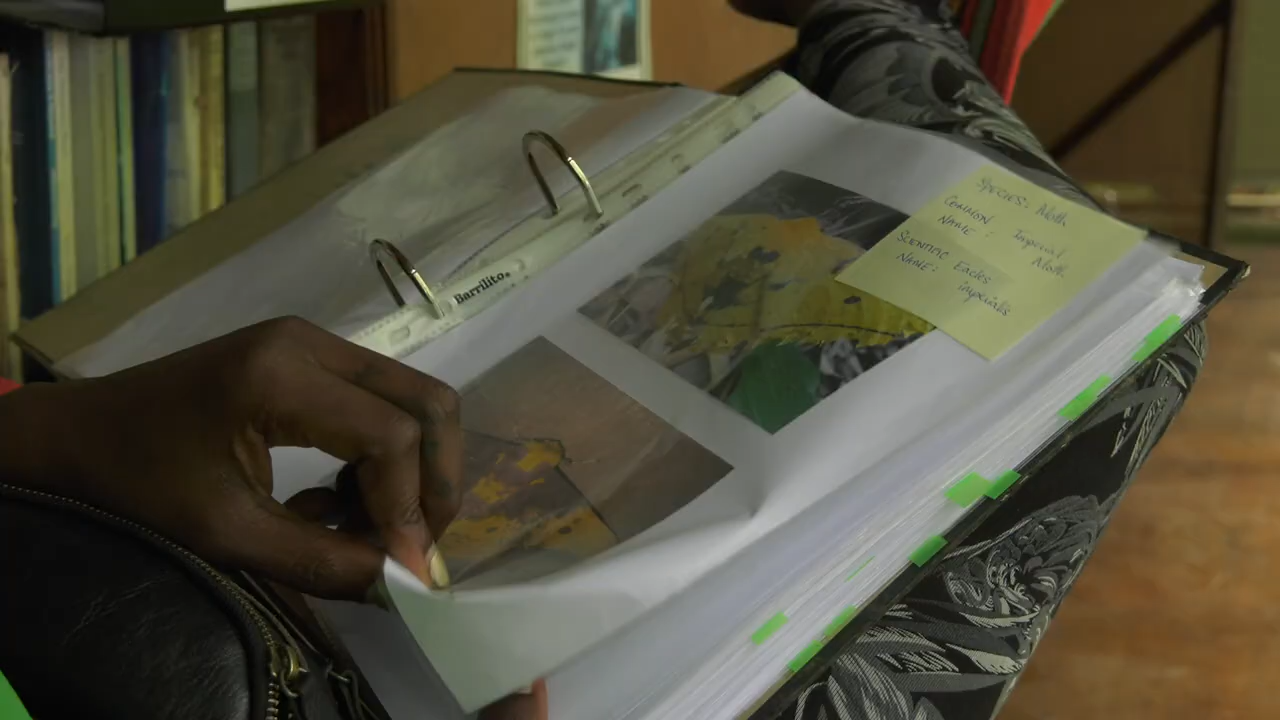 Barrilito®
SPECIES: Moth
COMMON
NAME: Imperial
Moth
SCIENTIFIC Eacles
NAME: imperialis